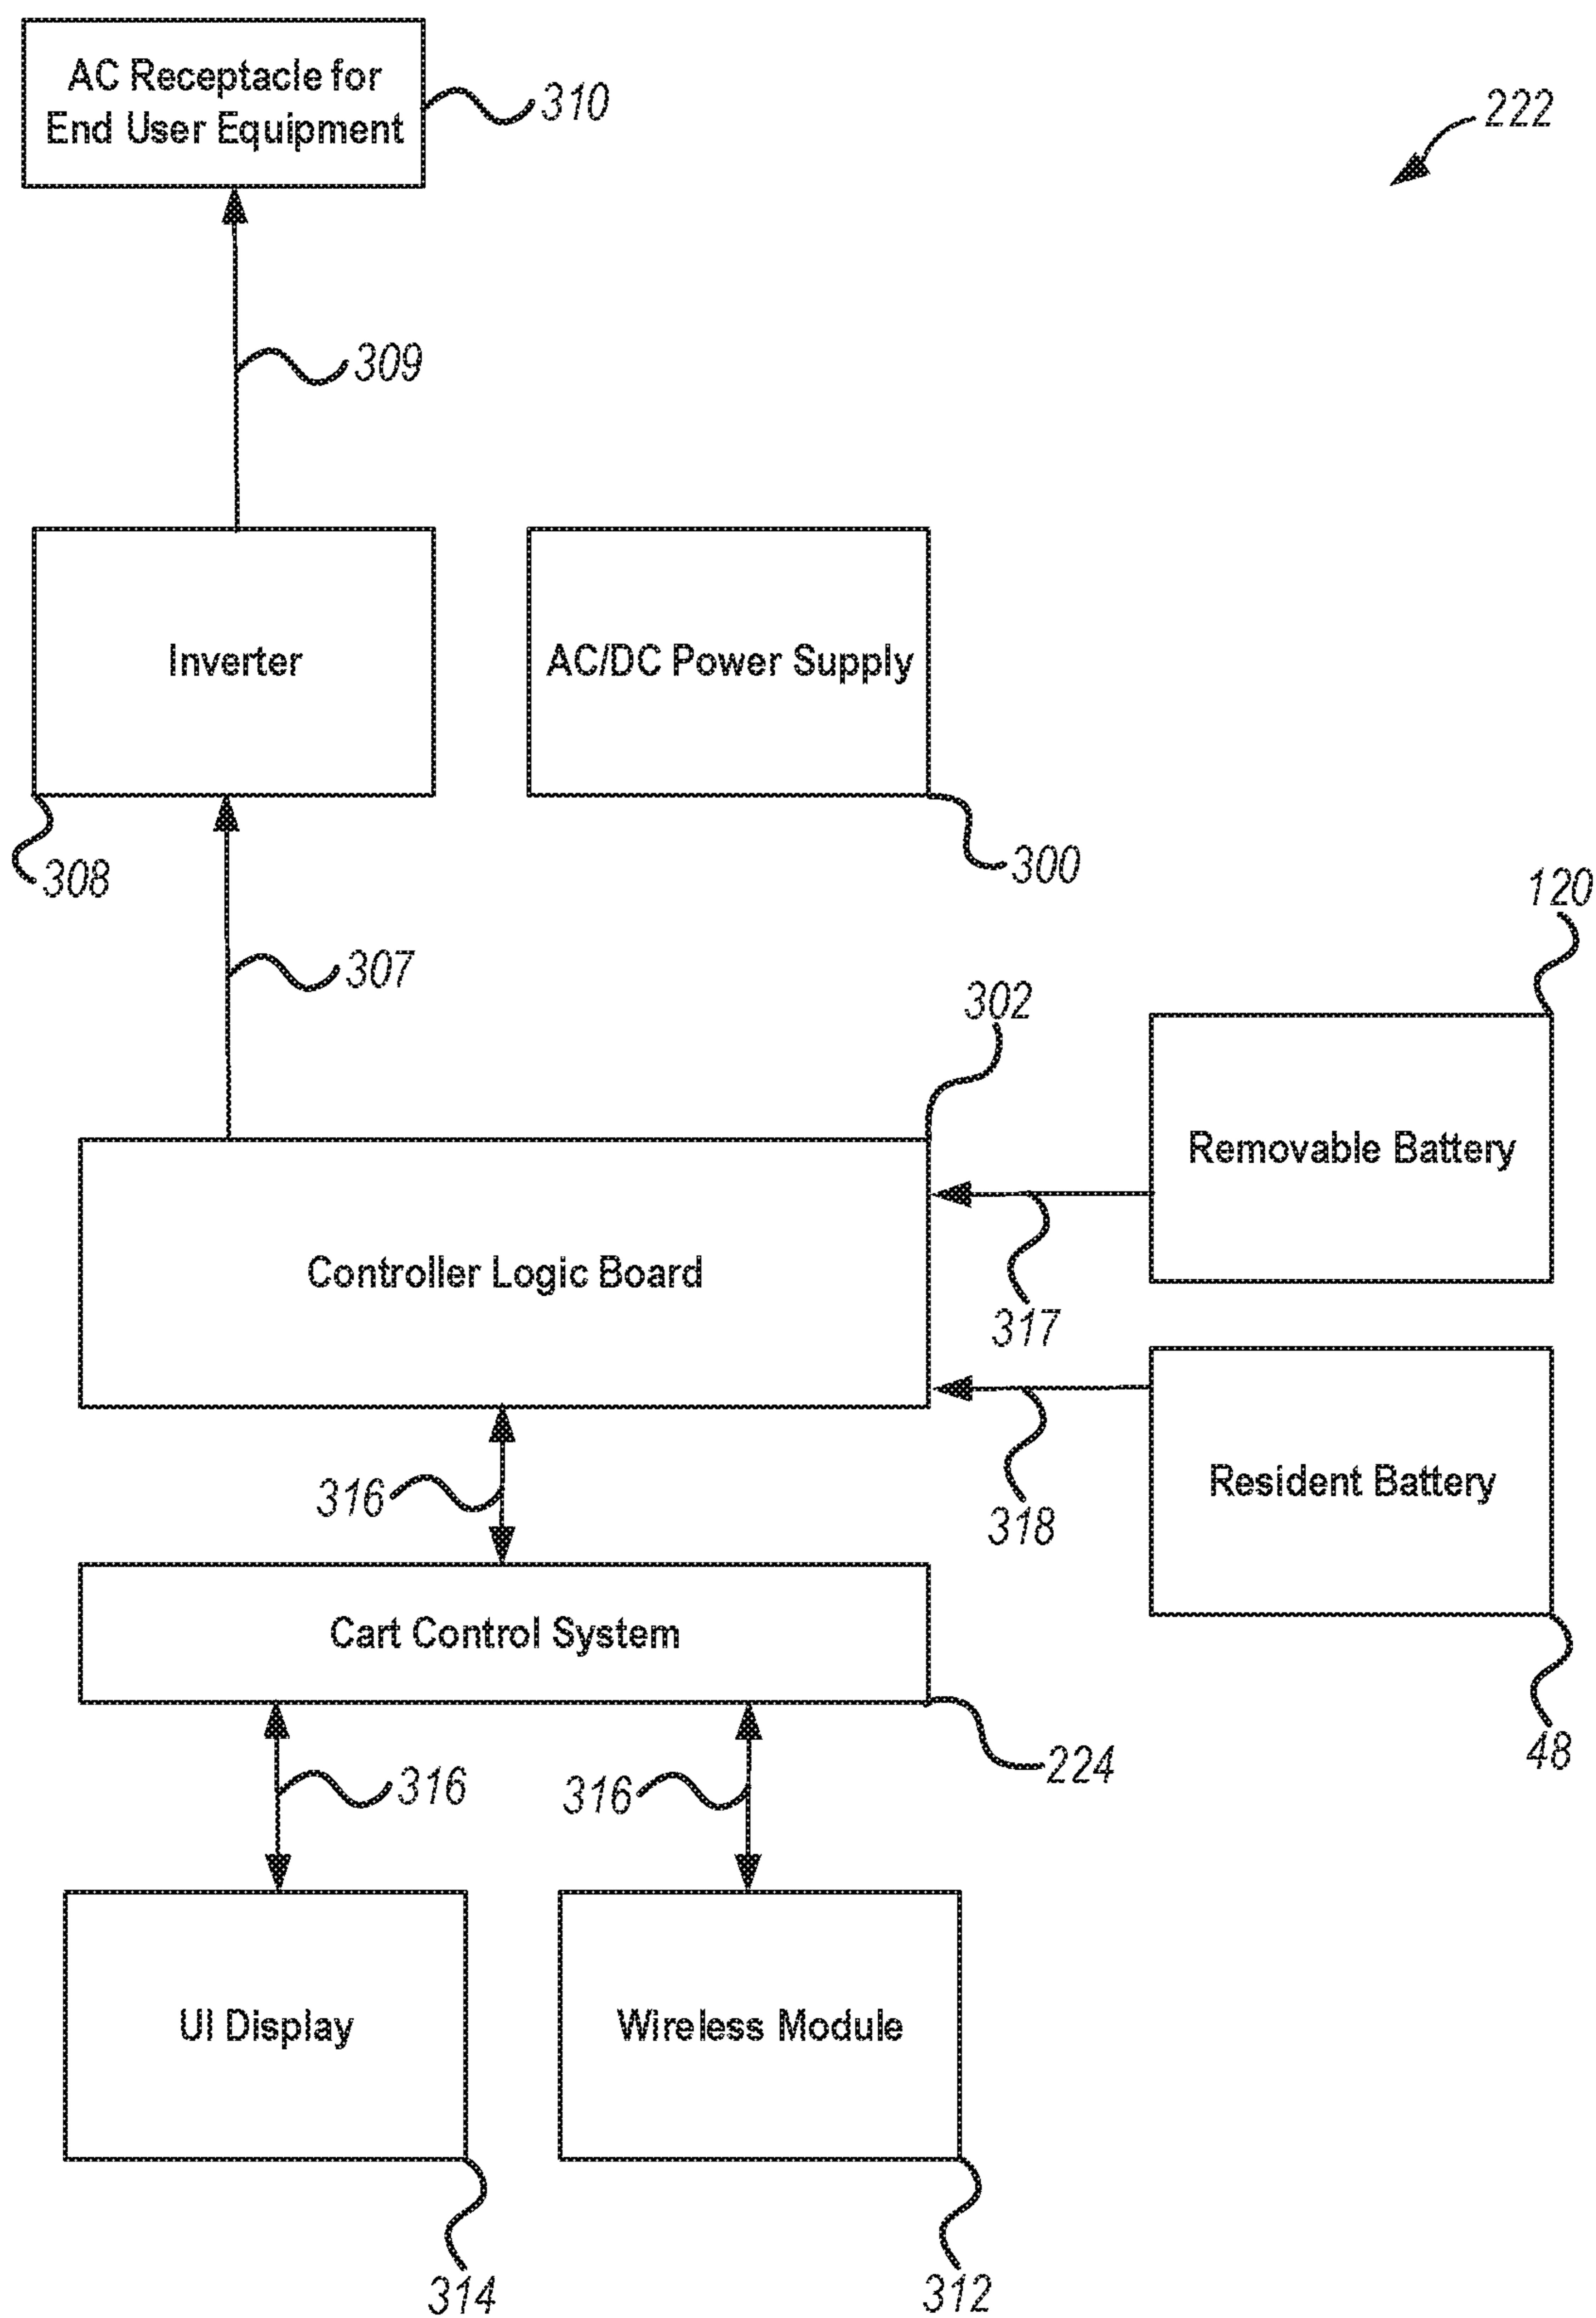 AC Receptacle for
End User Equipment
310
222
309
Inverter
AC/DC Power Supply
308
300
120
307
302
Removable Battery
Controller Logic Board
317
Resident Battery
316
318
Cart Control System
48
224
316
316
UI Display
Wireless Module
314
312